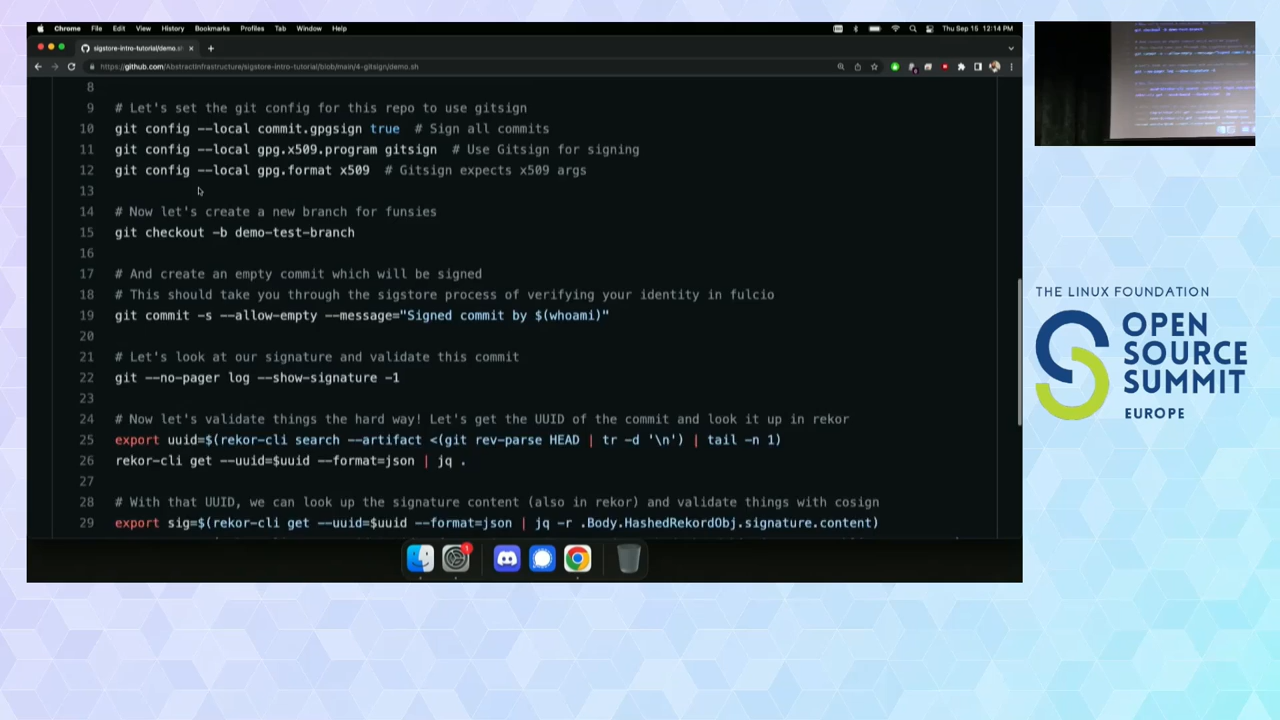 Chrome File Edit View History Bookmarks Profiles Tab Window Help
Thu Sep 15 12:14 PM
sigstore-intro-tutorial/demo.sh
https://github.com/AbstractInfrastructure/sigstore-intro-tutorial/blob/main/4-gitsign/demo.sh
8
9 # Let's set the git config for this repo to use gitsign
10 git config --local commit.gpgsign true # Sign all commits
11 git config --local gpg.x509.program gitsign # Use Gitsign for signing
12 git config --local gpg.format x509 # Gitsign expects x509 args
13
14 # Now let's create a new branch for funsies
15 git checkout -b demo-test-branch
16
17 # And create an empty commit which will be signed
18 # This should take you through the sigstore process of verifying your identity in fulcio
19 git commit -s --allow-empty --message="Signed commit by $(whoami)"
20
21 # Let's look at our signature and validate this commit
22 git --no-pager log --show-signature -1
23
24 # Now let's validate things the hard way! Let's get the UUID of the commit and look it up in rekor
25 export uuid=$(rekor-cli search --artifact <(git rev-parse HEAD | tr -d '\n') | tail -n 1)
26 rekor-cli get --uuid=$uuid --format=json | jq .
27
28 # With that UUID, we can look up the signature content (also in rekor) and validate things with cosign
29 export sig=$(rekor-cli get --uuid=$uuid --format=json | jq -r .Body.HashedRekordObj.signature.content)
1
THE LINUX FOUNDATION
OPEN
SOURCE
SUMMIT
EUROPE